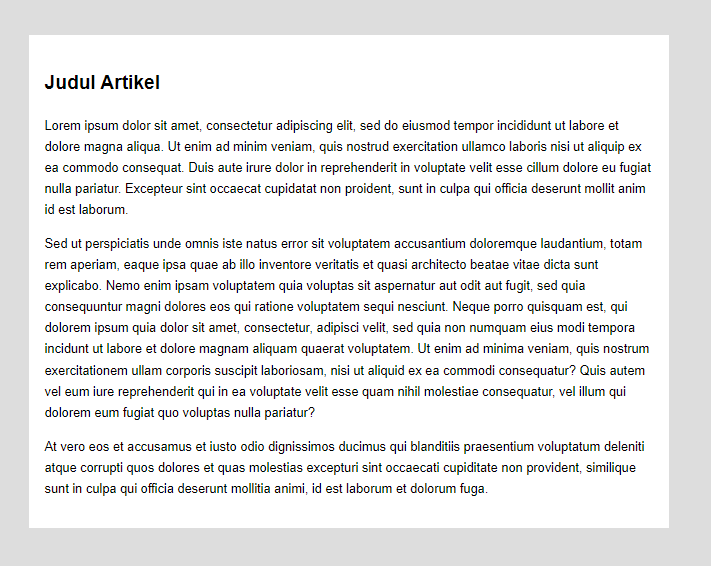 Judul Artikel
Lorem ipsum dolor sit amet, consectetur adipiscing elit, sed do eiusmod tempor incididunt ut labore et
dolore magna aliqua. Ut enim ad minim veniam, quis nostrud exercitation ullamco laboris nisi ut aliquip ex
ea commodo consequat. Duis aute irure dolor in reprehenderit in voluptate velit esse cillum dolore eu fugiat
nulla pariatur. Excepteur sint occaecat cupidatat non proident, sunt in culpa qui officia deserunt mollit anim
id est laborum.
Sed ut perspiciatis unde omnis iste natus error sit voluptatem accusantium doloremque laudantium, totam
rem aperiam, eaque ipsa quae ab illo inventore veritatis et quasi architecto beatae vitae dicta sunt
explicabo. Nemo enim ipsam voluptatem quia voluptas sit aspernatur aut odit aut fugit, sed quia
consequuntur magni dolores eos qui ratione voluptatem sequi nesciunt. Neque porro quisquam est, qui
dolorem ipsum quia dolor sit amet, consectetur, adipisci velit, sed quia non numquam eius modi tempora
incidunt ut labore et dolore magnam aliquam quaerat voluptatem. Ut enim ad minima veniam, quis nostrum
exercitationem ullam corporis suscipit laboriosam, nisi ut aliquid ex ea commodi consequatur? Quis autem
vel eum iure reprehenderit qui in ea voluptate velit esse quam nihil molestiae consequatur, vel illum qui
dolorem eum fugiat quo voluptas nulla pariatur?
At vero eos et accusamus et iusto odio dignissimos ducimus qui blanditiis praesentium voluptatum deleniti
atque corrupti quos dolores et quas molestias excepturi sint occaecati cupiditate non provident, similique
sunt in culpa qui officia deserunt mollitia animi, id est laborum et dolorum fuga.